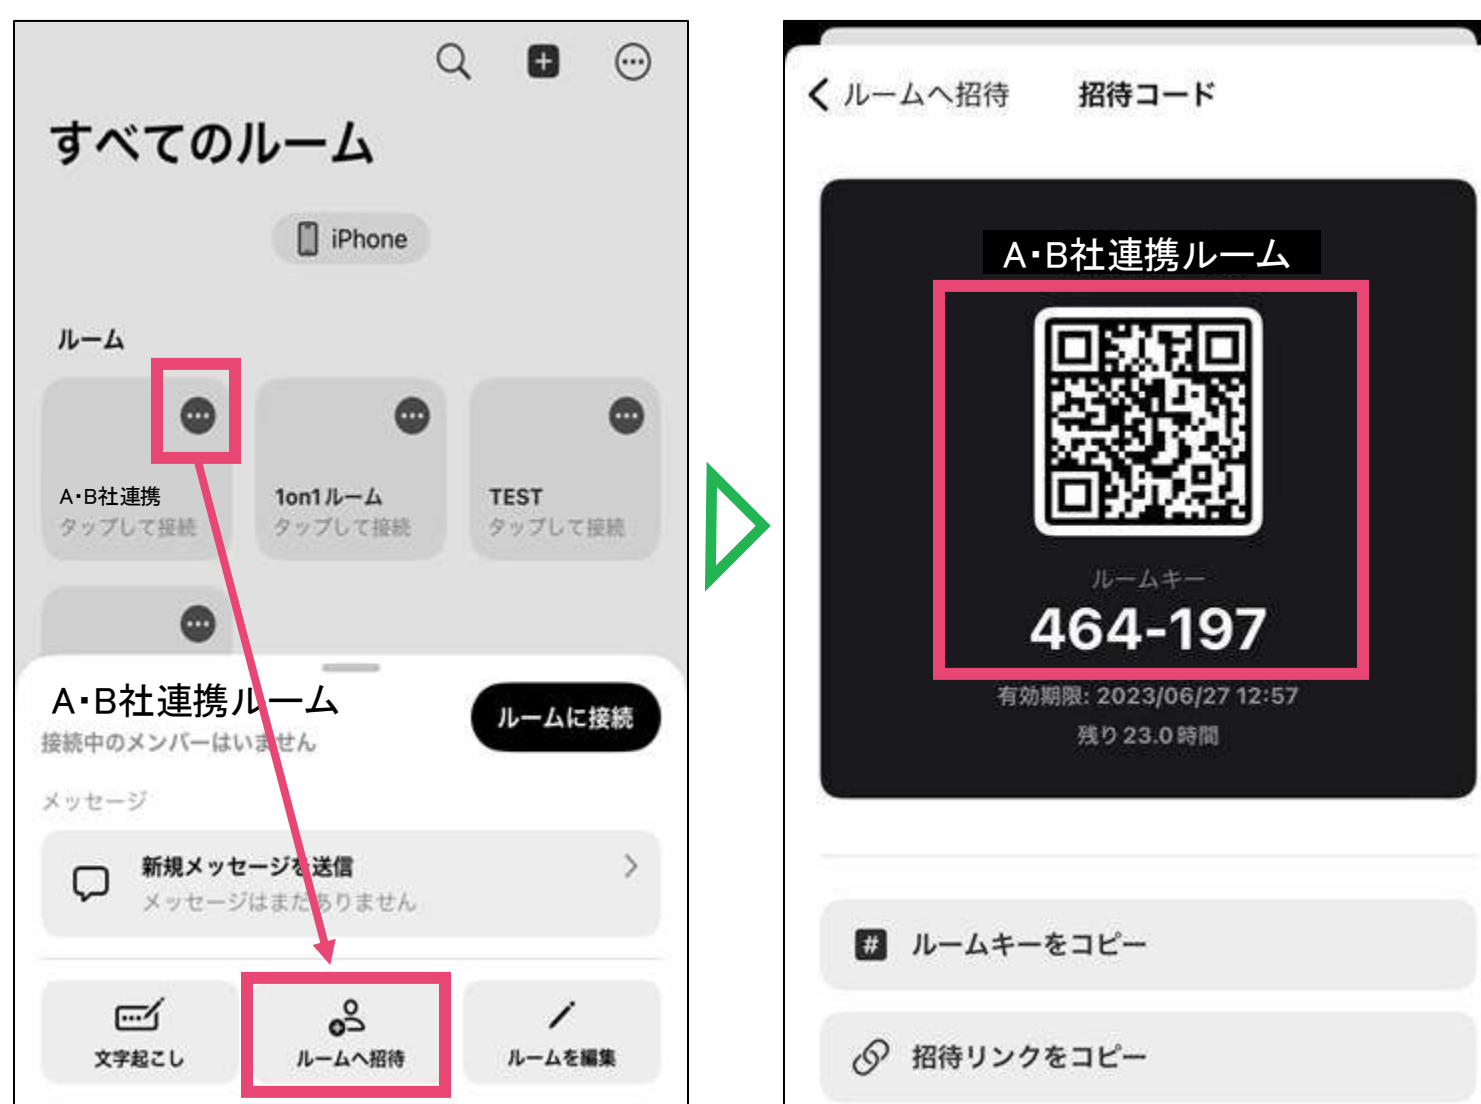 すべてのルーム
iPhone
ルーム
A・B社連携
タップして接続
1on1ルーム
タップして接続
TEST
タップして接続
A・B社連携ルーム
接続中のメンバーはいません
ルームに接続
メッセージ
新規メッセージを送信
メッセージはまだありません
文字起こし
ルームへ招待
ルームを編集
ルームへ招待
招待コード
A・B社連携ルーム
ルームキー
464-197
有効期限: 2023/06/27 12:57
残り 23.0 時間
# ルームキーをコピー
招待リンクをコピー